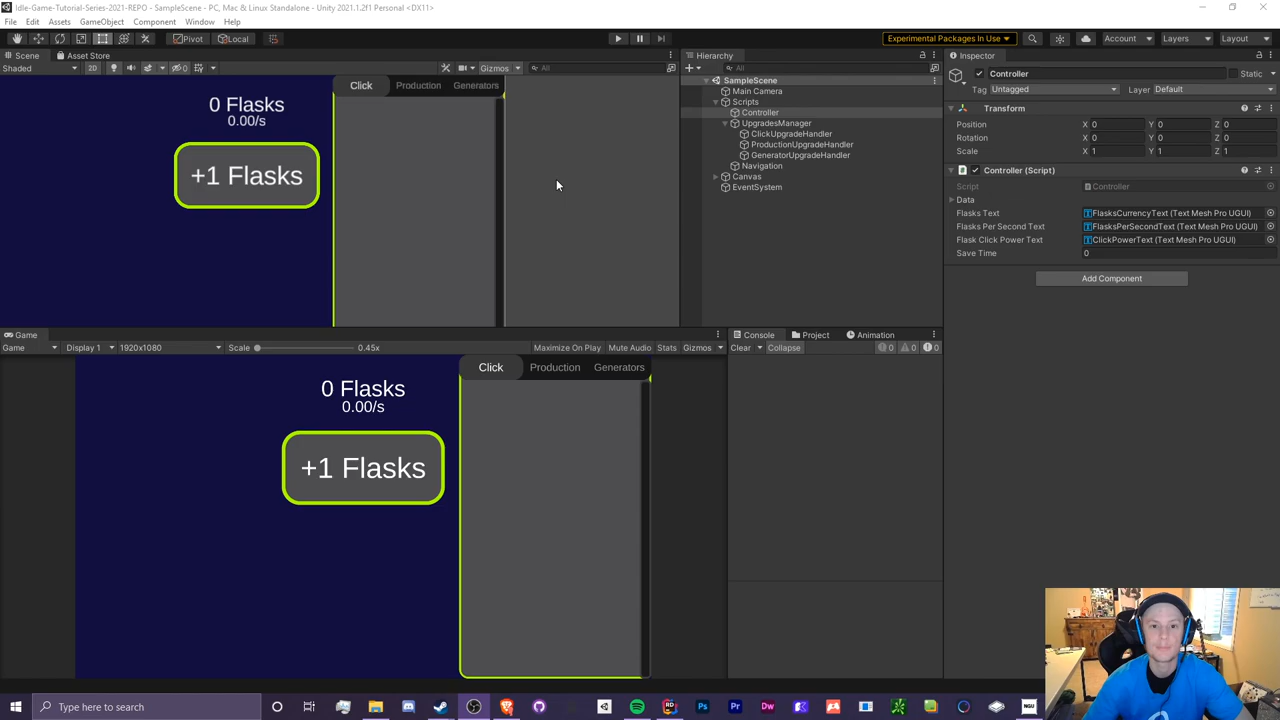 Idle-Game-Tutorial-Series-2021-REPO - SampleScene - PC, Mac & Linux Standalone - Unity 2021.1.2f1 Personal <DX11>
File Edit Assets GameObject Component Window Help
Pivot Local
Experimental Packages In Use
Account Layers Layout
Scene Asset Store
Shaded 2D 0 Gizmos All
0 Flasks
0.00/s
+1 Flasks
Click Production Generators
Hierarchy
All
SampleScene
Main Camera
Scripts
Controller
UpgradesManager
ClickUpgradeHandler
ProductionUpgradeHandler
GeneratorUpgradeHandler
Navigation
Canvas
EventSystem
Inspector
Controller Static
Tag Untagged Layer Default
Transform
Position X 0 Y 0 Z 0
Rotation X 0 Y 0 Z 0
Scale X 1 Y 1 Z 1
Controller (Script)
Script Controller
Data
Flasks Text FlasksCurrencyText (Text Mesh Pro UGUI)
Flasks Per Second Text FlasksPerSecondText (Text Mesh Pro UGUI)
Flask Click Power Text ClickPowerText (Text Mesh Pro UGUI)
Save Time 0
Add Component
Game
Game Display 1 1920x1080 Scale 0.45x Maximize On Play Mute Audio Stats Gizmos
0 Flasks
0.00/s
+1 Flasks
Click Production Generators
Console Project Animation
Clear Collapse 0 0 0
Type here to search